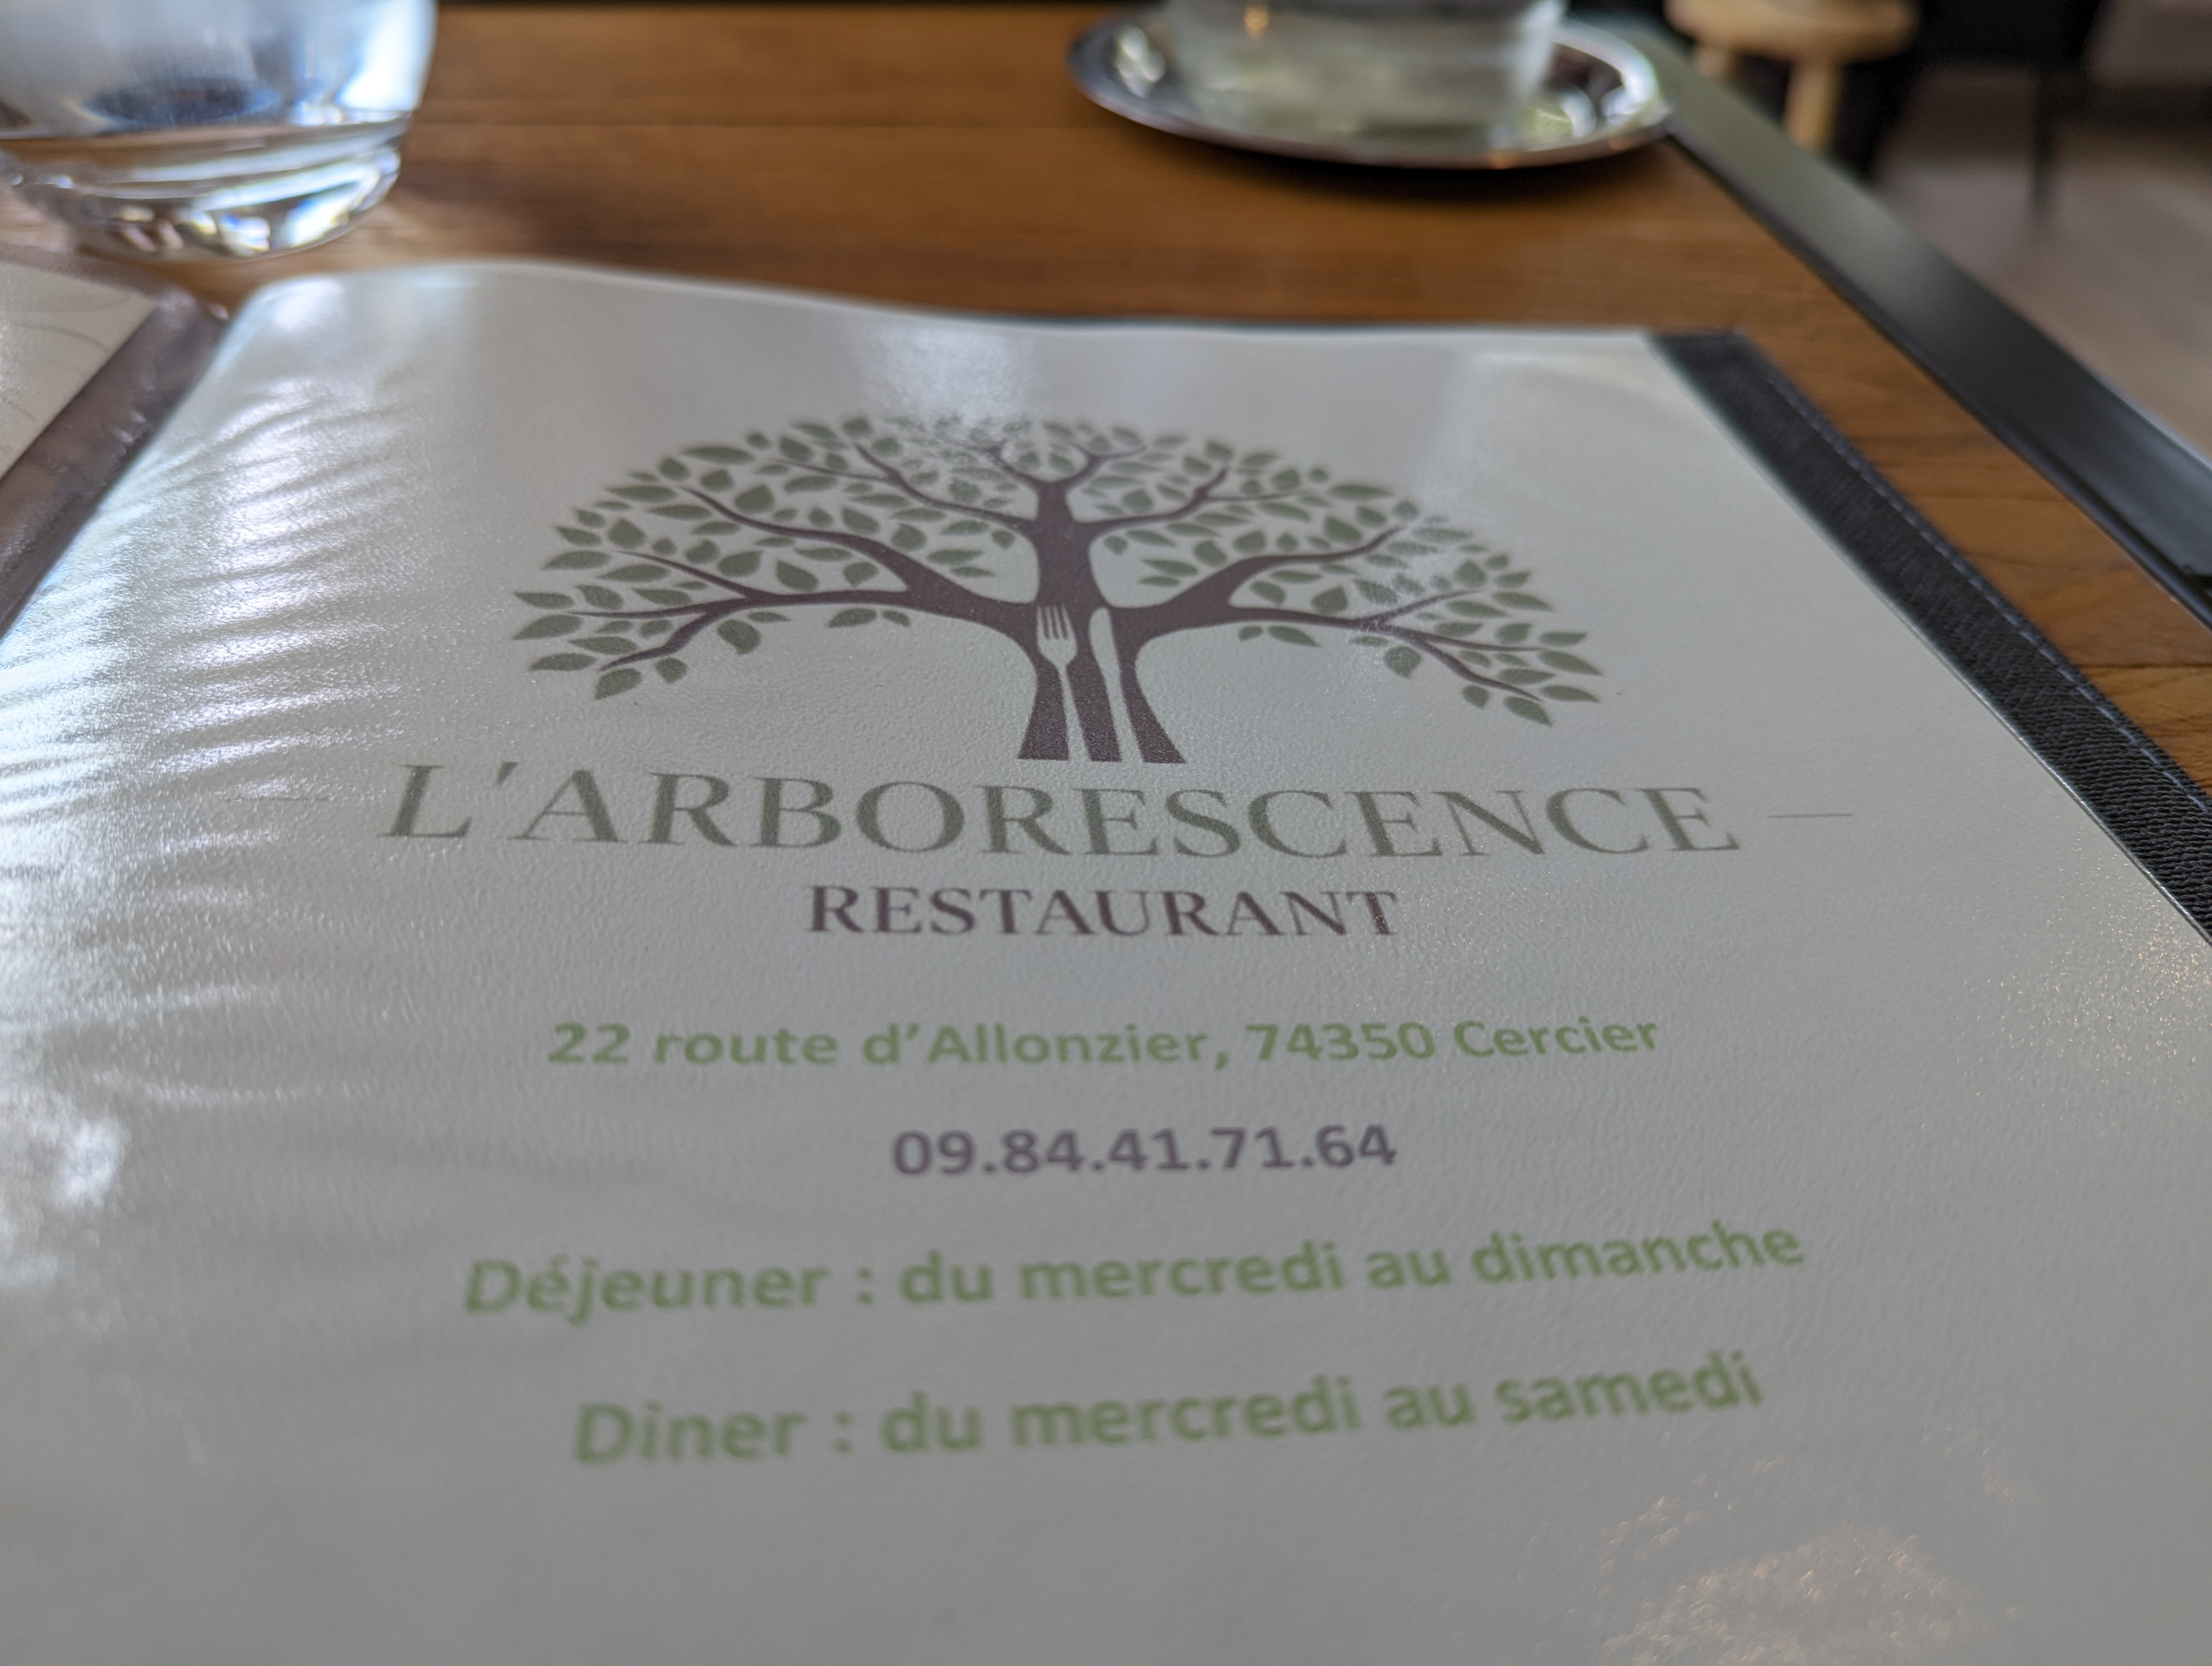 L'ARBORESCENCE
RESTAURANT
22 route d’Allonzier, 74350 Cercier
09.84.41.71.64
Déjeuner : du mercredi au dimanche
Diner : du mercredi au samedi